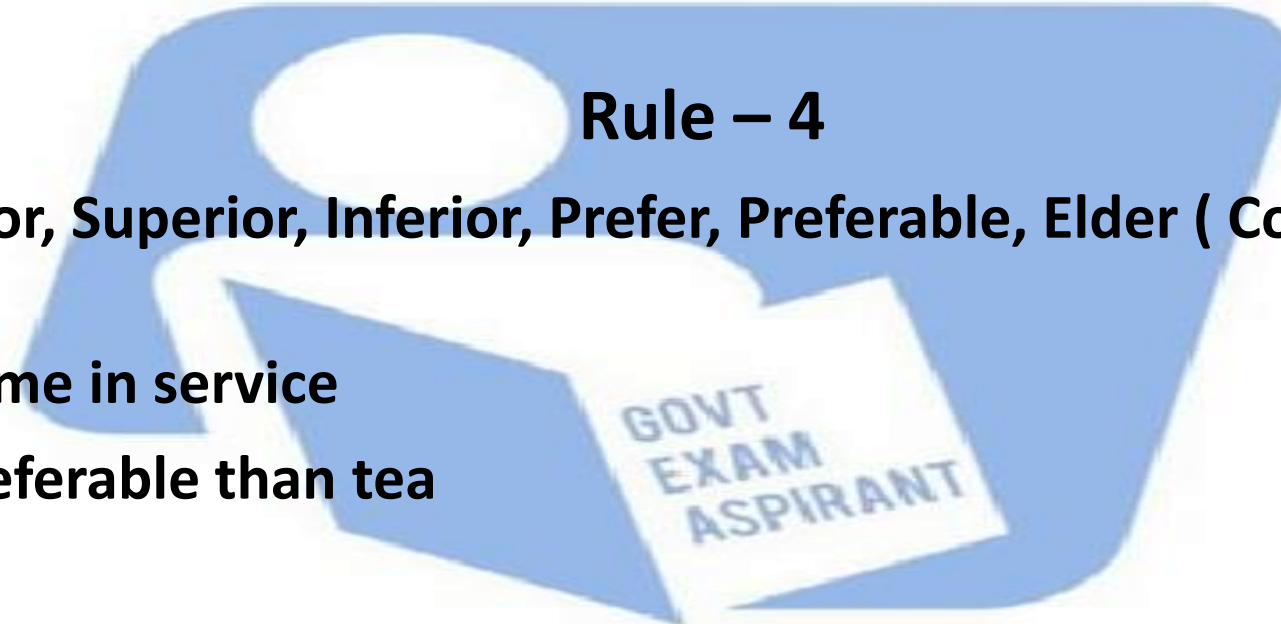 Rule – 4
or, Superior, Inferior, Prefer, Preferable, Elder ( Co
me in service
eferable than tea
GOVT
EXAM
ASPIRANT